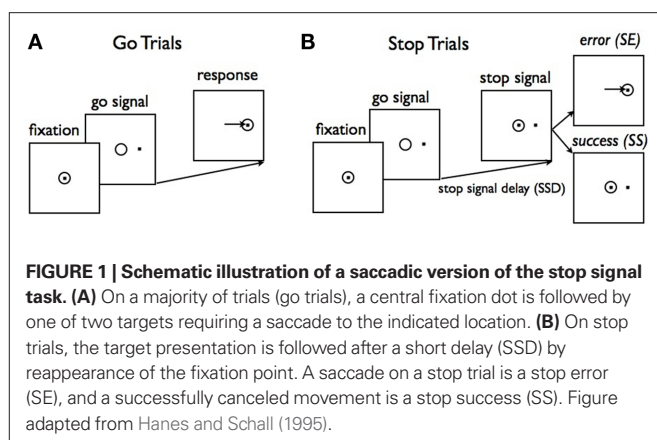 A Go Trials
response
go signal
fixation
B Stop Trials
error (SE)
stop signal
go signal
fixation
success (SS)
stop signal delay (SSD)
FIGURE 1 | Schematic illustration of a saccadic version of the stop signal
task. (A) On a majority of trials (go trials), a central fixation dot is followed by
one of two targets requiring a saccade to the indicated location. (B) On stop
trials, the target presentation is followed after a short delay (SSD) by
reappearance of the fixation point. A saccade on a stop trial is a stop error
(SE), and a successfully canceled movement is a stop success (SS). Figure
adapted from Hanes and Schall (1995).